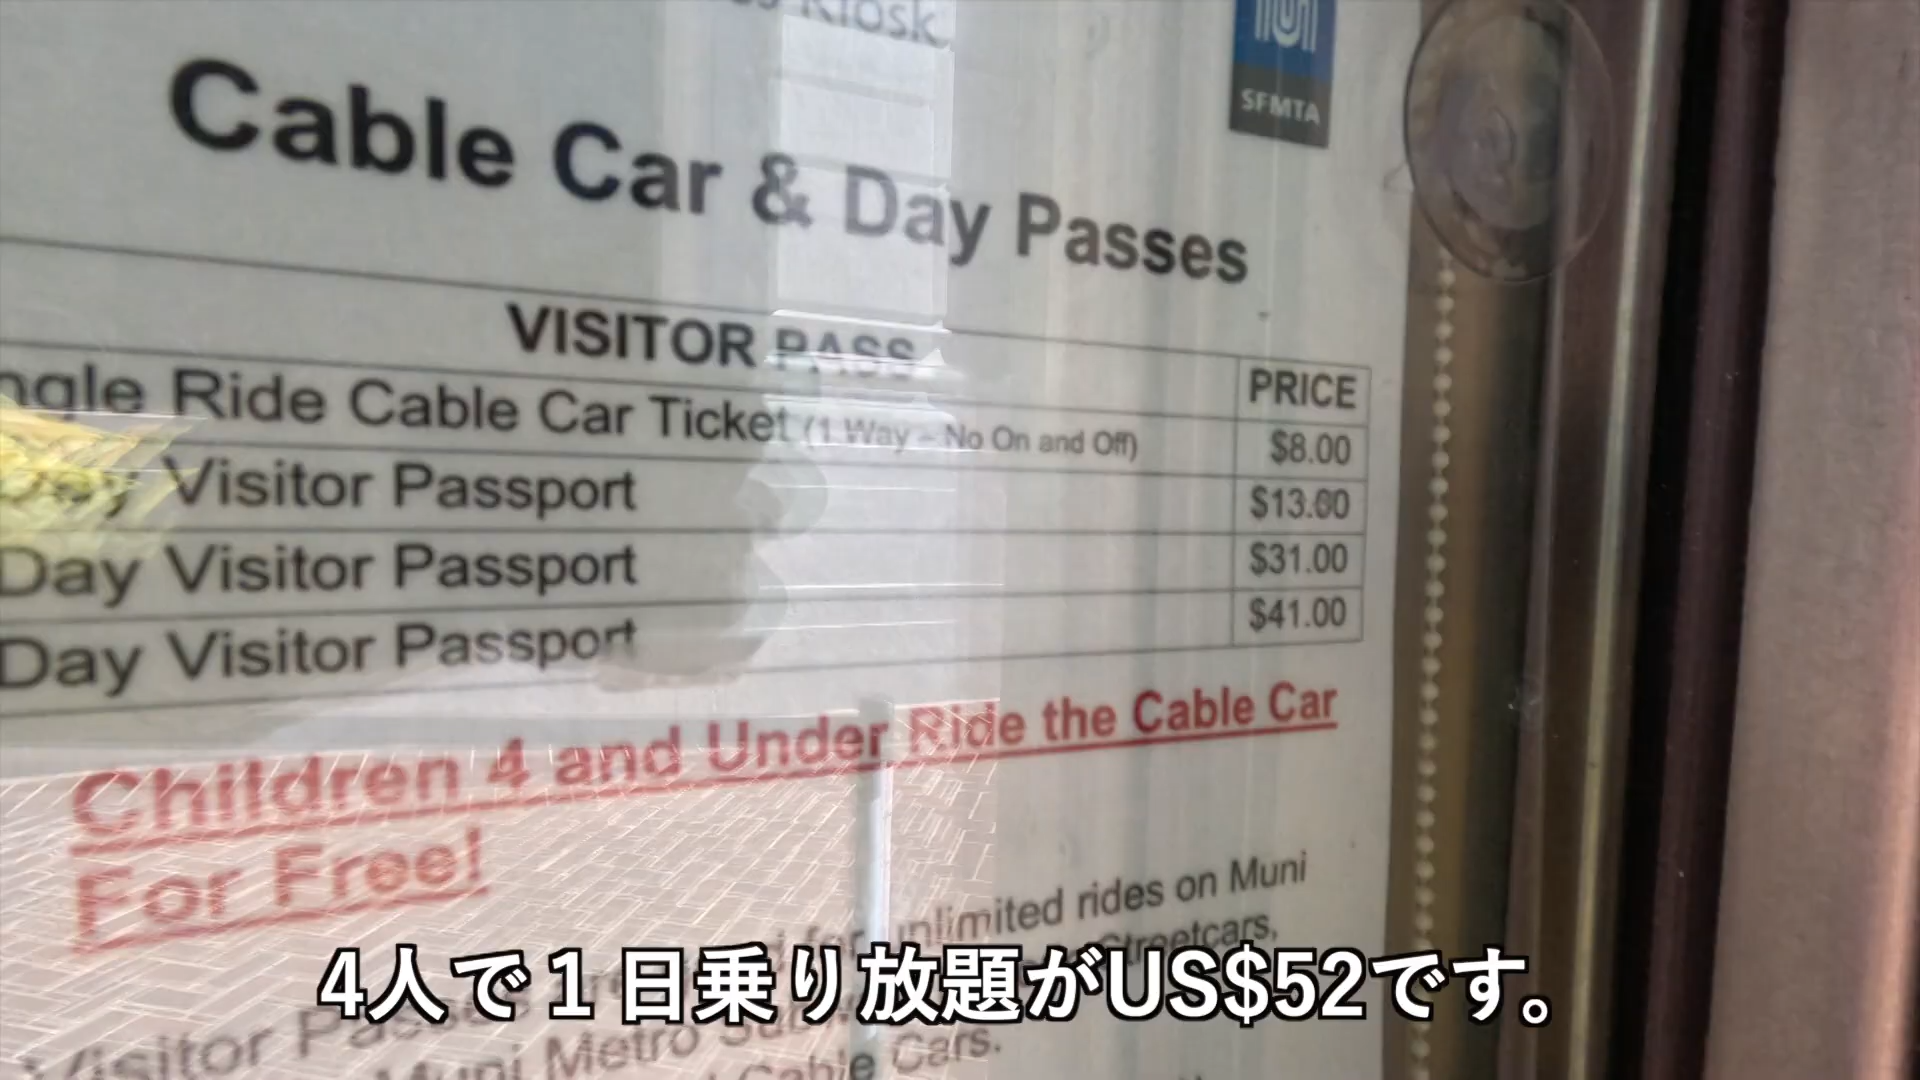 Kiosk
SFMTA
Cable Car & Day Passes
VISITOR PASS PRICE
ngle Ride Cable Car Ticket (1 Way – No On and Off) $8.00
Visitor Passport $13.00
Day Visitor Passport $31.00
Day Visitor Passport $41.00
Children 4 and Under Ride the Cable Car
For Free!
unlimited rides on Muni
Streetcars,
Visitor Passes
Muni Metro
Cable Cars.
4人で１日乗り放題がUS$52です。